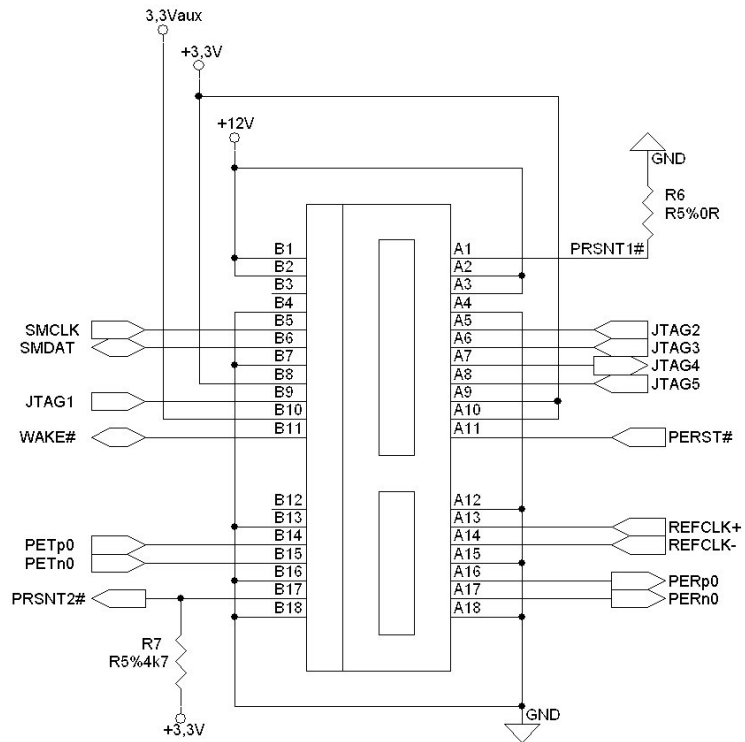 3,3Vaux
+3,3V
+12V
GND
R6
R5%0R
PRSNT1#
B1 A1
B2 A2
B3 A3
B4 A4
SMCLK B5 A5 JTAG2
SMDAT B6 A6 JTAG3
B7 A7 JTAG4
B8 A8 JTAG5
JTAG1 B9 A9
B10 A10
WAKE# B11 A11 PERST#
B12 A12
B13 A13 REFCLK+
PETp0 B14 A14 REFCLK-
PETn0 B15 A15
B16 A16 PERp0
PRSNT2# B17 A17 PERn0
B18 A18
R7
R5%4k7
+3,3V
GND